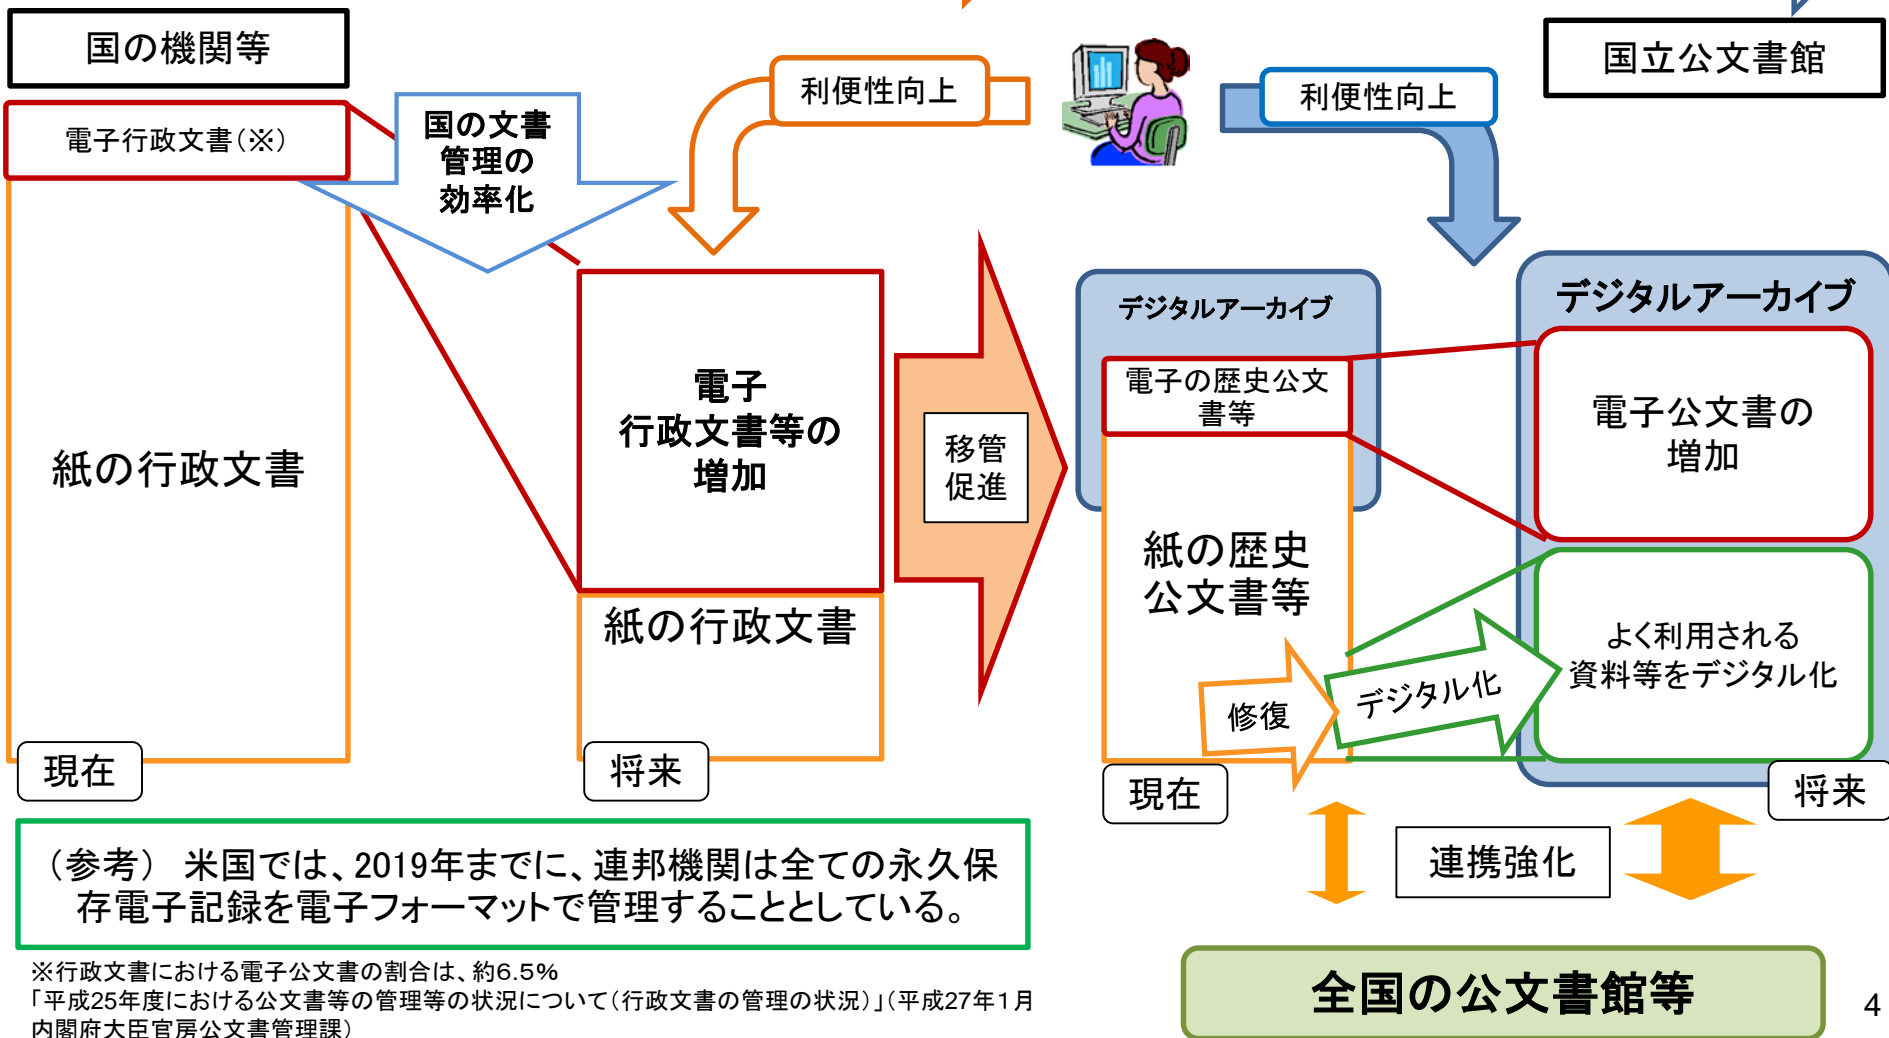 国の機関等
電子行政文書(※)
紙の行政文書
現在
国の文書
管理の
効率化
利便性向上
電子
行政文書等の
増加
紙の行政文書
将来
移管
促進
利便性向上
国立公文書館
デジタルアーカイブ
電子の歴史公文
書等
紙の歴史
公文書等
修復
デジタル化
現在
デジタルアーカイブ
電子公文書の
増加
よく利用される
資料等をデジタル化
将来
連携強化
全国の公文書館等
(参考) 米国では、2019年までに、連邦機関は全ての永久保
存電子記録を電子フォーマットで管理することとしている。
※行政文書における電子公文書の割合は、約6.5%
「平成25年度における公文書等の管理等の状況について(行政文書の管理の状況)」(平成27年1月
内閣府大臣官房公文書管理課)
4